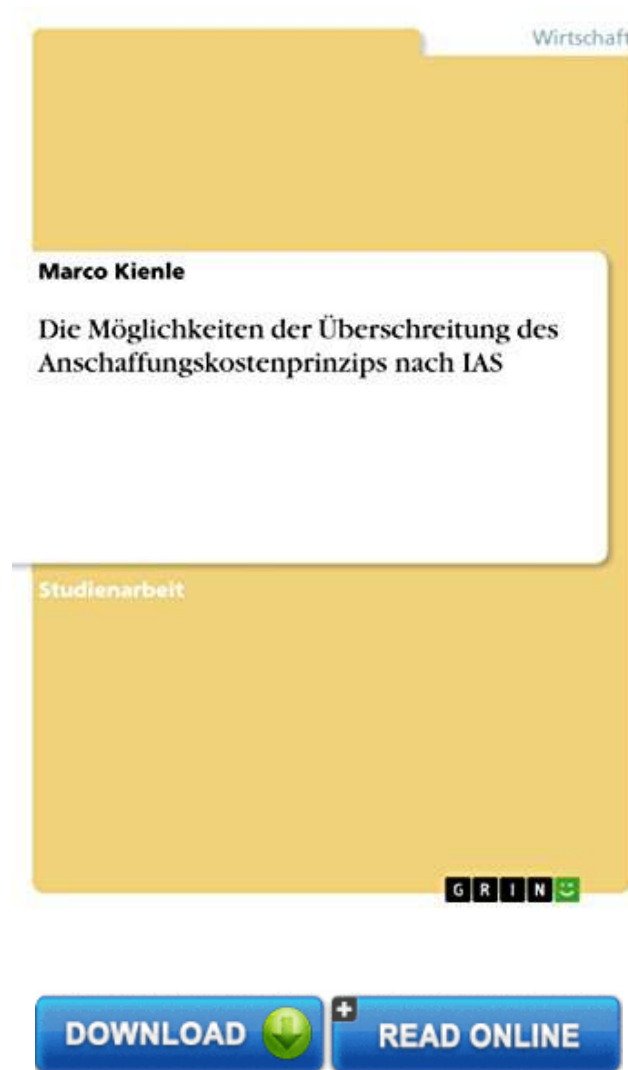 Wirtschaft
Marco Kienle
Die Möglichkeiten der Überschreitung des
Anschaffungskostenprinzips nach IAS
Studienarbeit
GRIN
DOWNLOAD
READ ONLINE